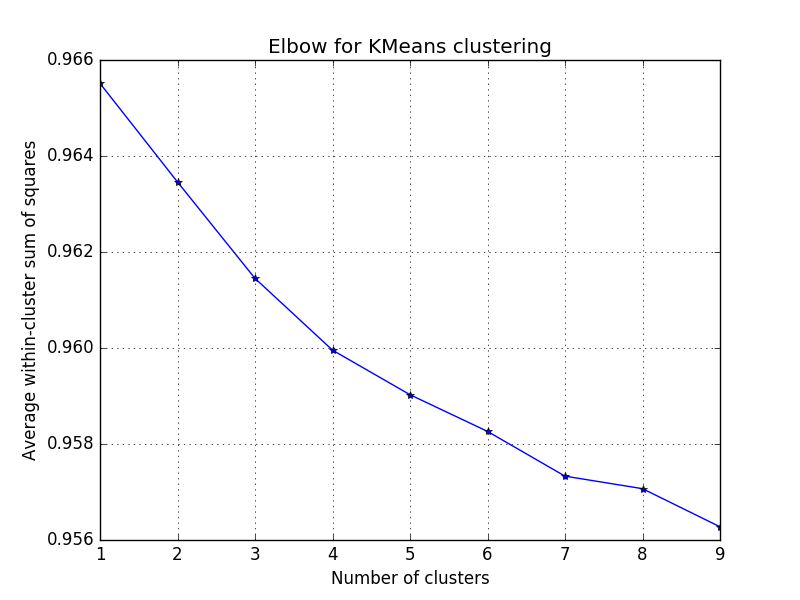 Elbow for KMeans clustering
0.966
0.964
0.962
0.960
0.958
0.956
Average within-cluster sum of squares
1 2 3 4 5 6 7 8 9
Number of clusters